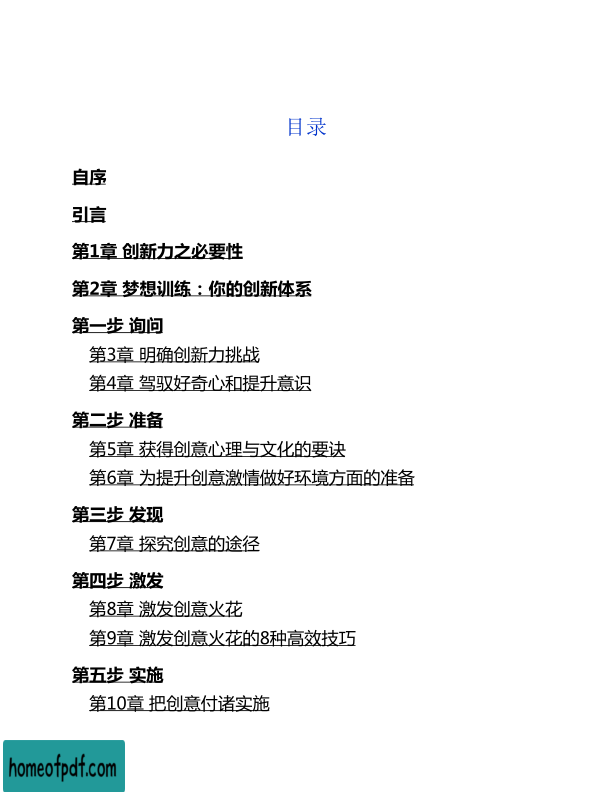 目录
自序
引言
第1章 创新力之必要性
第2章 梦想训练：你的创新体系
第一步 询问
第3章 明确创新力挑战
第4章 驾驭好奇心和提升意识
第二步 准备
第5章 获得创意心理与文化的要诀
第6章 为提升创意激情做好环境方面的准备
第三步 发现
第7章 探究创意的途径
第四步 激发
第8章 激发创意火花
第9章 激发创意火花的8种高效技巧
第五步 实施
第10章 把创意付诸实施
homeofpdf.com